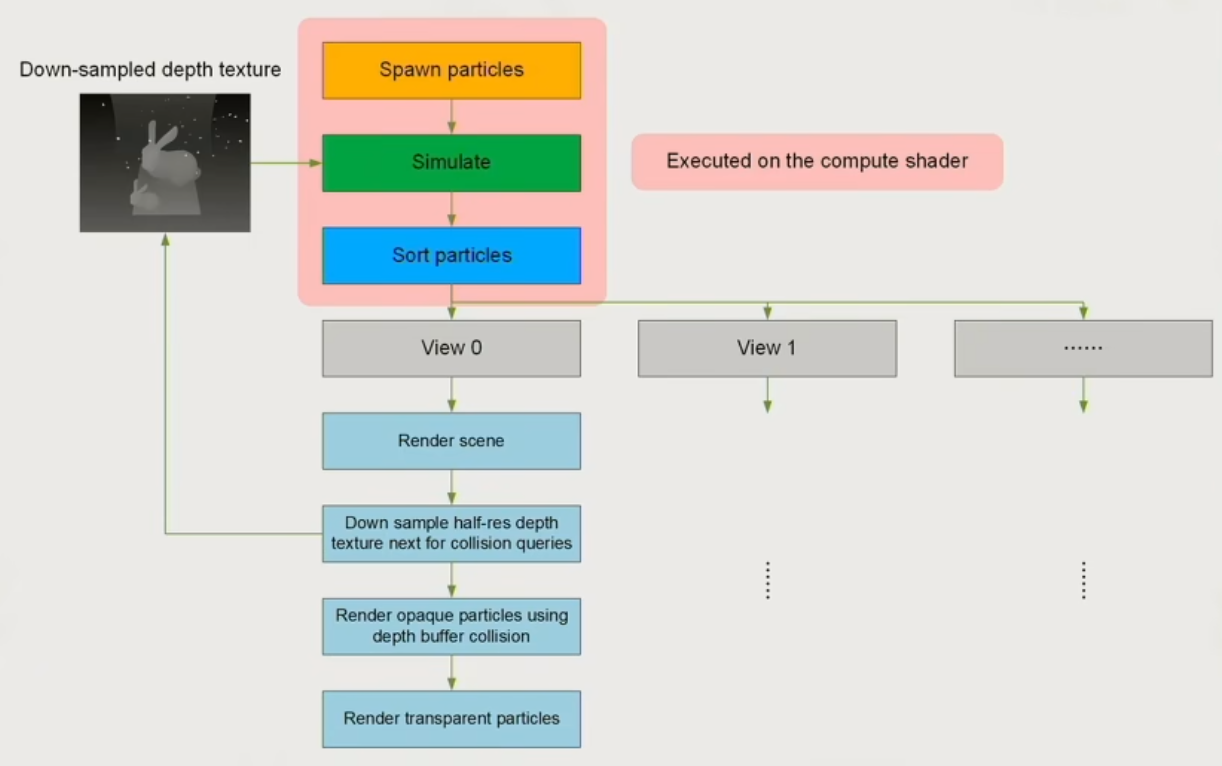 Down-sampled depth texture
Spawn particles
Simulate
Executed on the compute shader
Sort particles
View 0
View 1
......
Render scene
Down sample half-res depth
texture next for collision queries
Render opaque particles using
depth buffer collision
Render transparent particles